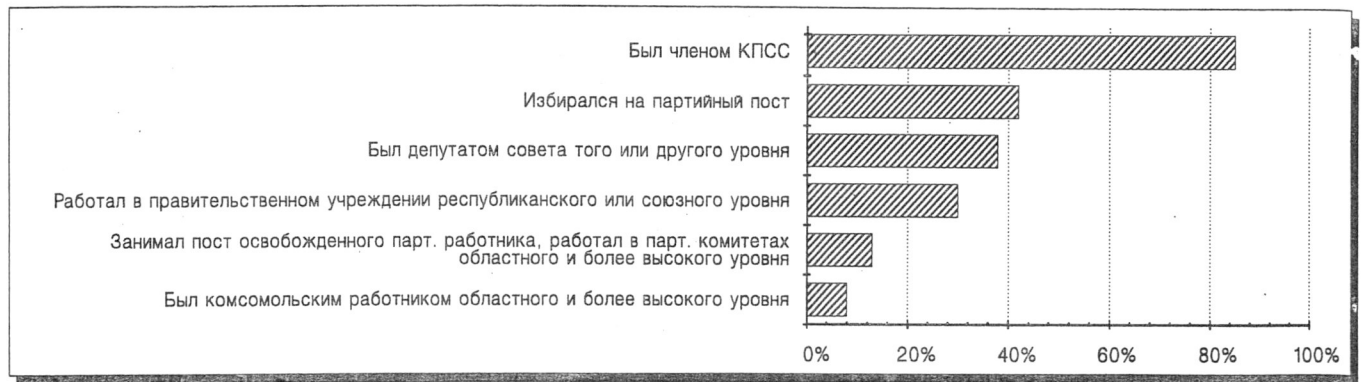 Был членом КПСС
Избирался на партийный пост
Был депутатом совета того или другого уровня
Работал в правительственном учреждении республиканского или союзного уровня
Занимал пост освобожденного парт. работника, работал в парт. комитетах
областного и более высокого уровня
Был комсомольским работником областного и более высокого уровня
0% 20% 40% 60% 80% 100%